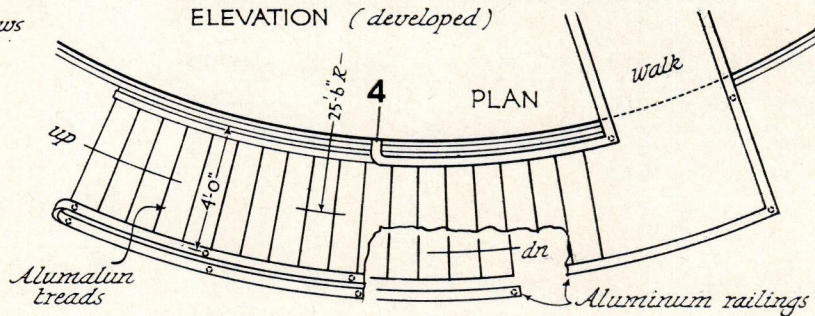 ws
ELEVATION (developed)
25'-6" R
4
PLAN
walk
up
4'-0"
dn
Alumalun
treads
Aluminum railings